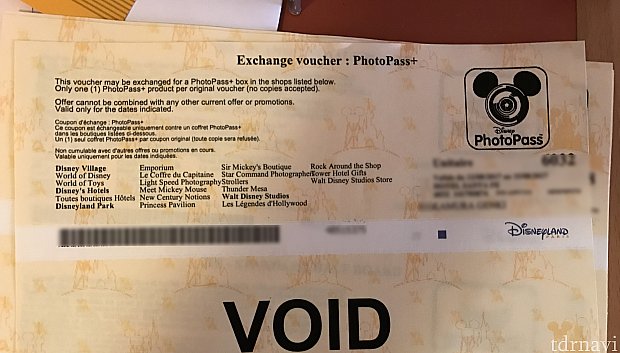 Exchange voucher : PhotoPass+
This voucher may be exchanged for a PhotoPass+ box in the shops listed below.
Only one (1) PhotoPass+ product per original voucher (no copies accepted).
Offer cannot be combined with any other current offer or promotions.
Valid only for the dates indicated.
Coupon d'échange : PhotoPass+
Ce coupon est échangeable uniquement contre un coffret PhotoPass+
dans les boutiques listées ci-dessous.
Un (1) seul coffret PhotoPass+ par coupon original (toute copie sera refusée).
Non cumulable avec d'autres offres ou promotions en cours.
Valable uniquement pour les dates indiquées.
Disney Village Emporium Sir Mickey's Boutique Rock Around the Shop
World of Disney Le Coffre du Capitaine Star Command Photographer Tower Hotel Gifts
World of Toys Light Speed Photography Strollers Walt Disney Studios Store
Disney's Hotels Meet Mickey Mouse Thunder Mesa
Toutes boutiques Hôtels New Century Notions Walt Disney Studios
Disneyland Park Princess Pavilion Les Légendes d'Hollywood
Disney
PhotoPass
Unitaire 6032
Disneyland
PARIS
VOID
tdrnavi